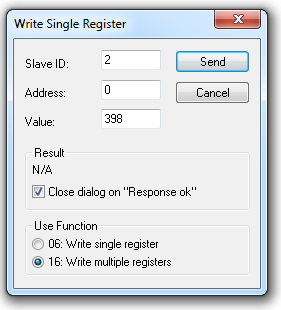 Write Single Register
Slave ID: 2 Send
Address: 0 Cancel
Value: 398
Result
N/A
Close dialog on "Response ok"
Use Function
06: Write single register
16: Write multiple registers